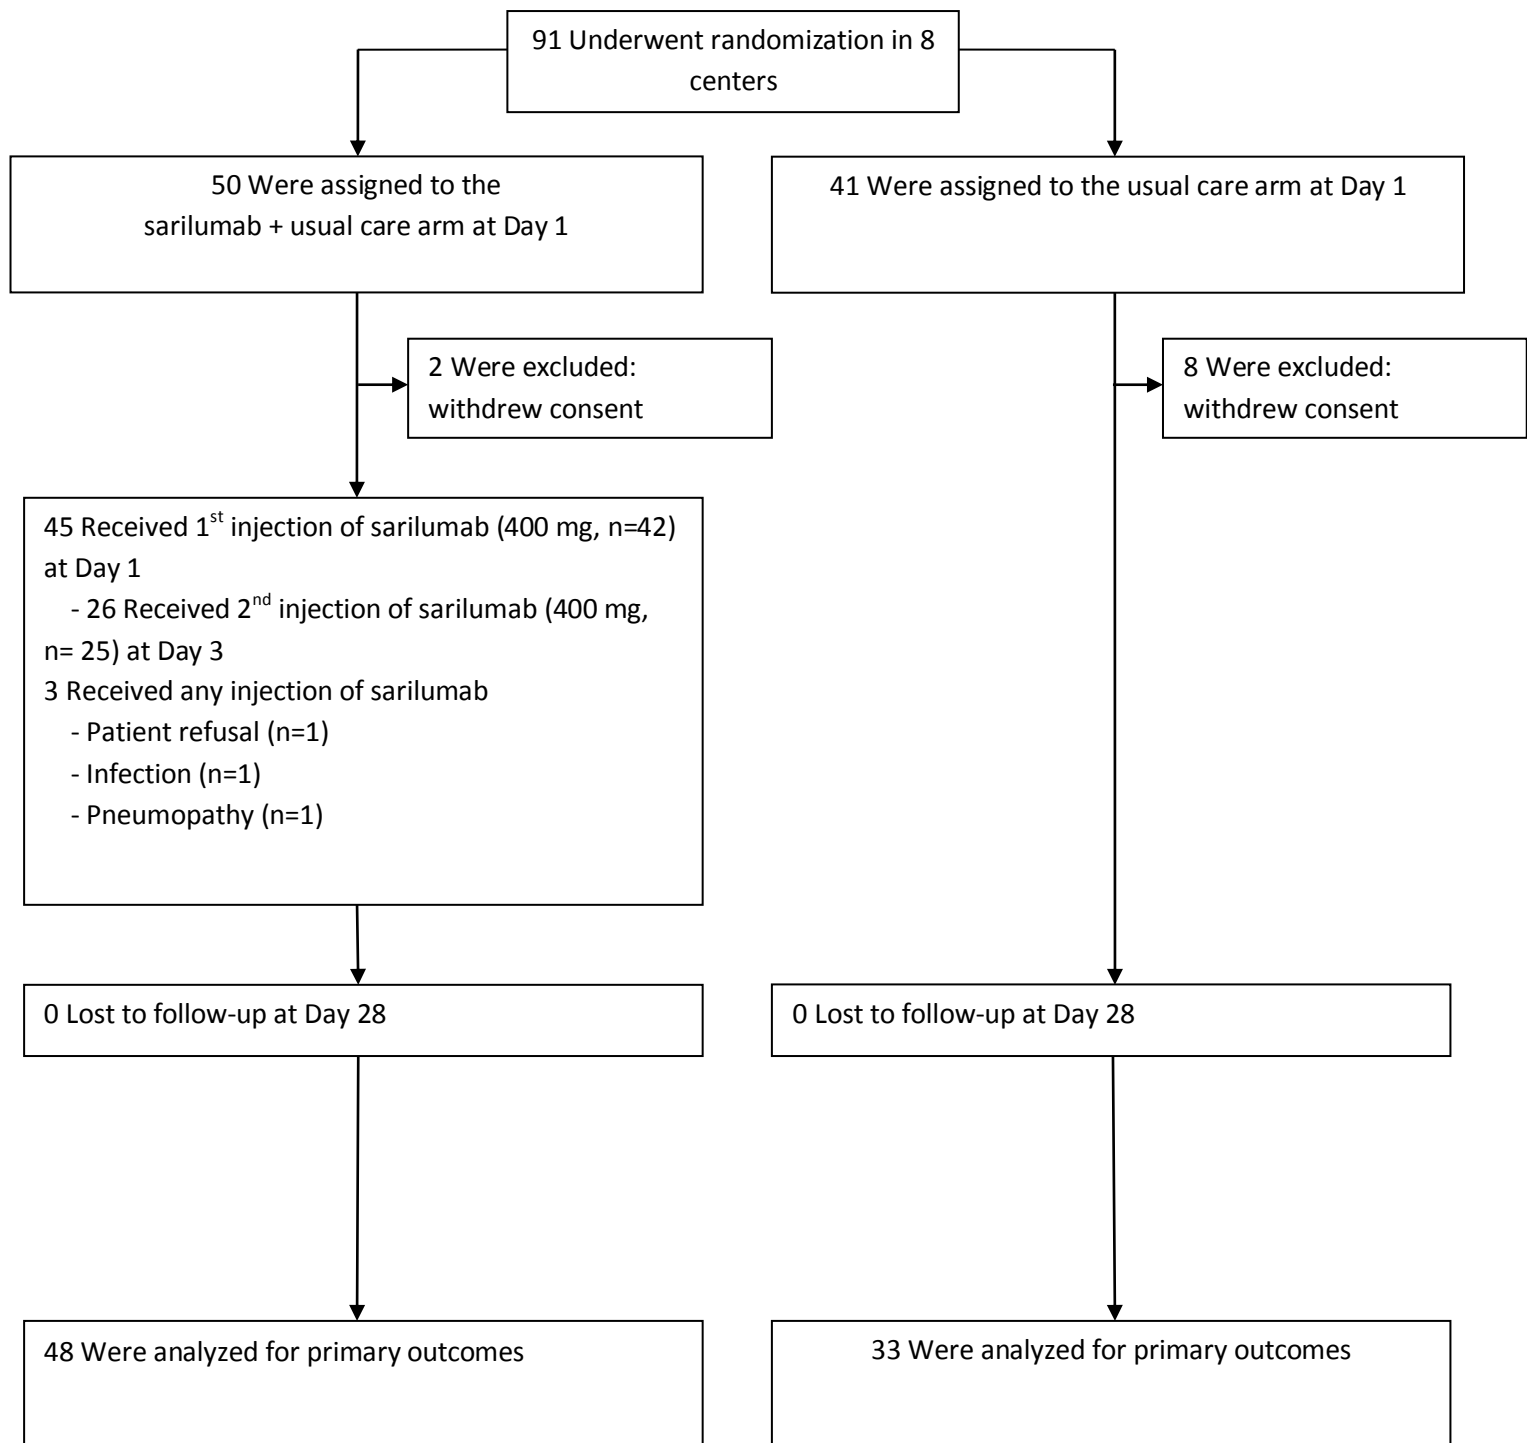 91 Underwent randomization in 8
centers
50 Were assigned to the
sarilumab + usual care arm at Day 1
41 Were assigned to the usual care arm at Day 1
2 Were excluded:
withdrew consent
8 Were excluded:
withdrew consent
45 Received 1st injection of sarilumab (400 mg, n=42)
at Day 1
- 26 Received 2nd injection of sarilumab (400 mg,
n= 25) at Day 3
3 Received any injection of sarilumab
- Patient refusal (n=1)
- Infection (n=1)
- Pneumopathy (n=1)
0 Lost to follow-up at Day 28
0 Lost to follow-up at Day 28
48 Were analyzed for primary outcomes
33 Were analyzed for primary outcomes